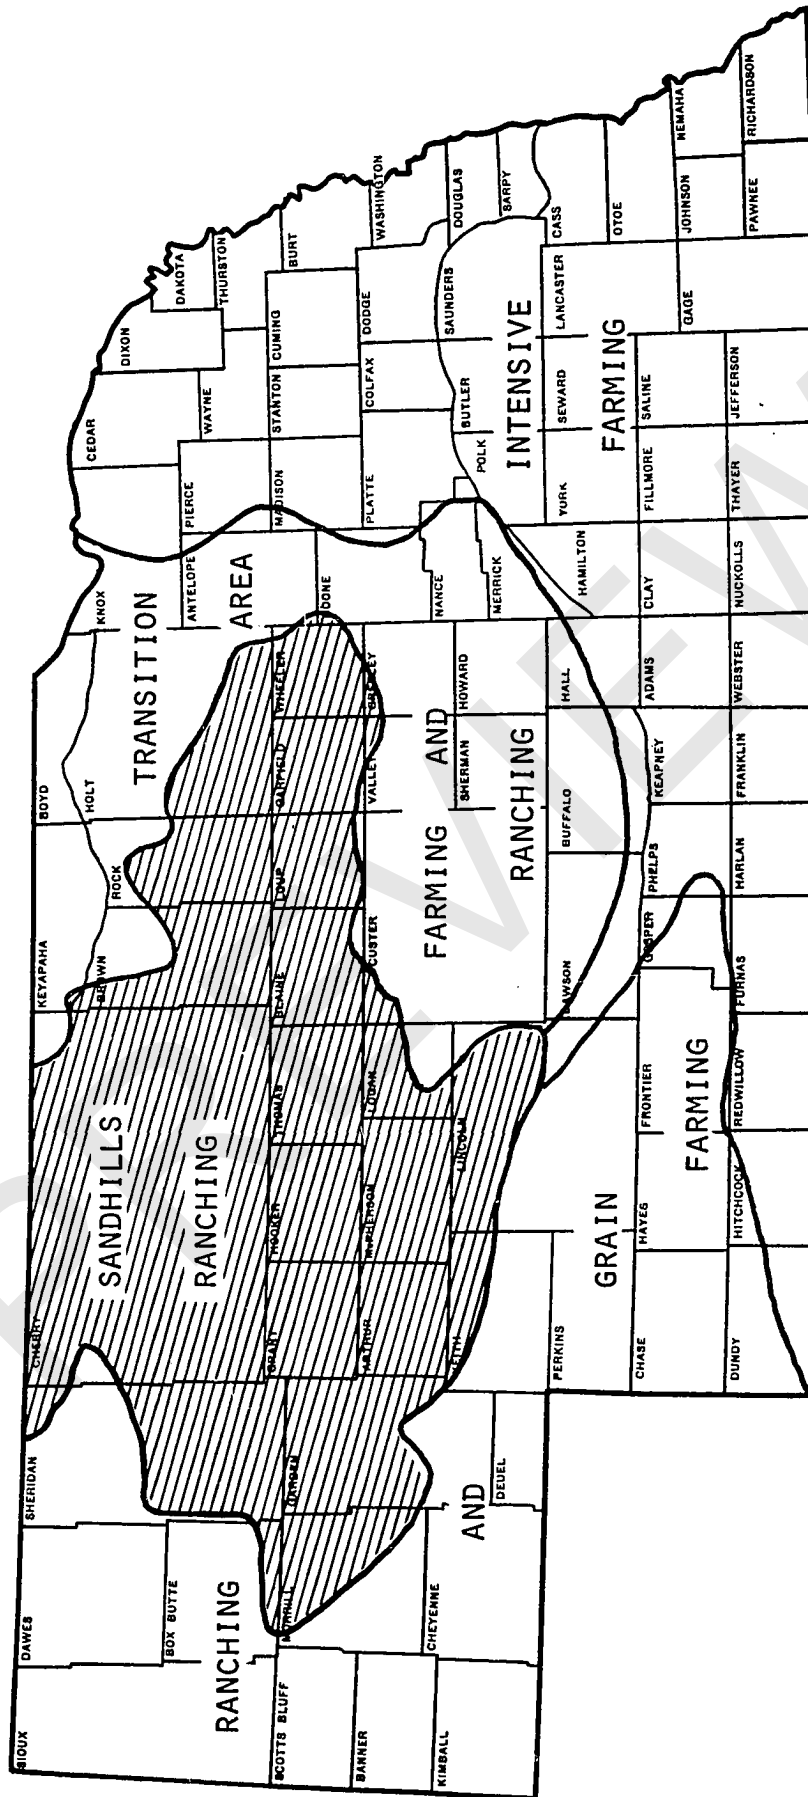 SIOUX
DAWES
SHERIDAN
CHERRY
KEYAPAHA
BOYD
BROWN
ROCK
HOLT
KNOX
CEDAR
DIXON
DAKOTA
THURSTON
WAYNE
PIERCE
ANTELOPE
BOX BUTTE
RANCHING
SANDHILLS
RANCHING
TRANSITION
AREA
SCOTTS BLUFF
MORRILL
GARDEN
GRANT
HOOKER
THOMAS
BLAINE
LOUP
GARFIELD
WHEELER
BOONE
MADISON
STANTON
CUMING
BURT
BANNER
KIMBALL
CHEYENNE
DEUEL
AND
ARTHUR
McPHERSON
LOGAN
CUSTER
VALLEY
GREELEY
NANCE
PLATTE
COLFAX
DODGE
WASHINGTON
KEITH
LINCOLN
FARMING AND
RANCHING
SHERMAN
HOWARD
MERRICK
POLK
BUTLER
SAUNDERS
DOUGLAS
SARPY
INTENSIVE
FARMING
PERKINS
GRAIN
FARMING
DAWSON
BUFFALO
HALL
HAMILTON
YORK
SEWARD
LANCASTER
CASS
OTOE
CHASE
HAYES
FRONTIER
GOSPER
PHELPS
KEARNEY
ADAMS
CLAY
FILLMORE
SALINE
GAGE
JOHNSON
NEMAHA
DUNDY
HITCHCOCK
REDWILLOW
FURNAS
HARLAN
FRANKLIN
WEBSTER
NUCKOLLS
THAYER
JEFFERSON
PAWNEE
RICHARDSON